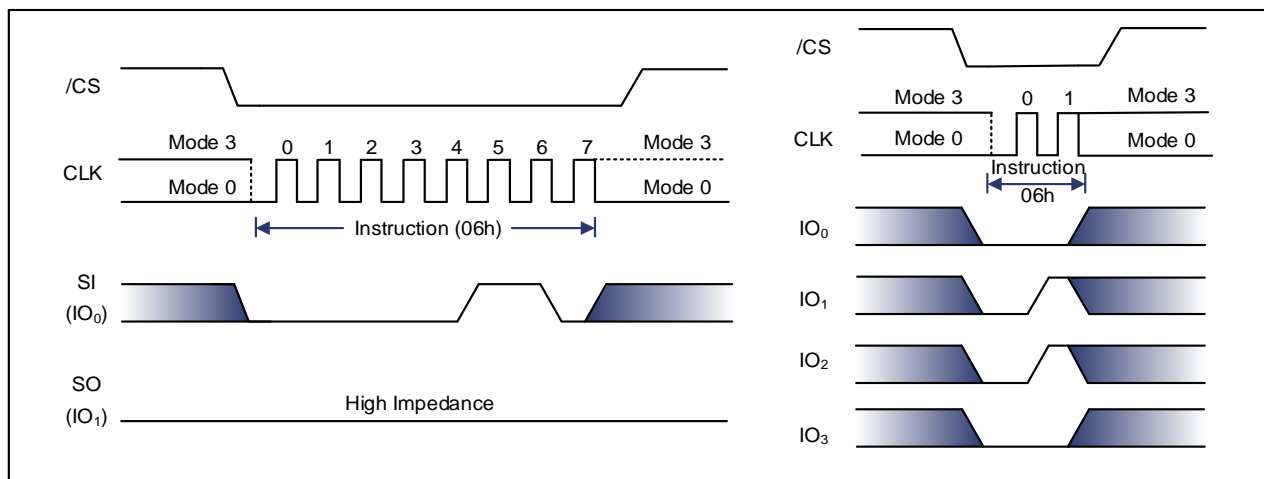 /CS
Mode 3
0 1 2 3 4 5 6 7
Mode 3
CLK
Mode 0
Mode 0
Instruction (06h)
SI
(IO₀)
SO
(IO₁)
High Impedance
/CS
Mode 3
0 1
Mode 3
CLK
Mode 0
Mode 0
Instruction
06h
IO₀
IO₁
IO₂
IO₃